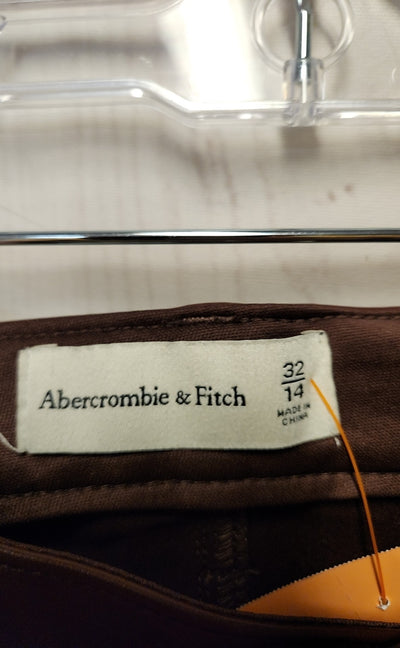 Abercrombie & Fitch
32
14
MADE IN
CHINA